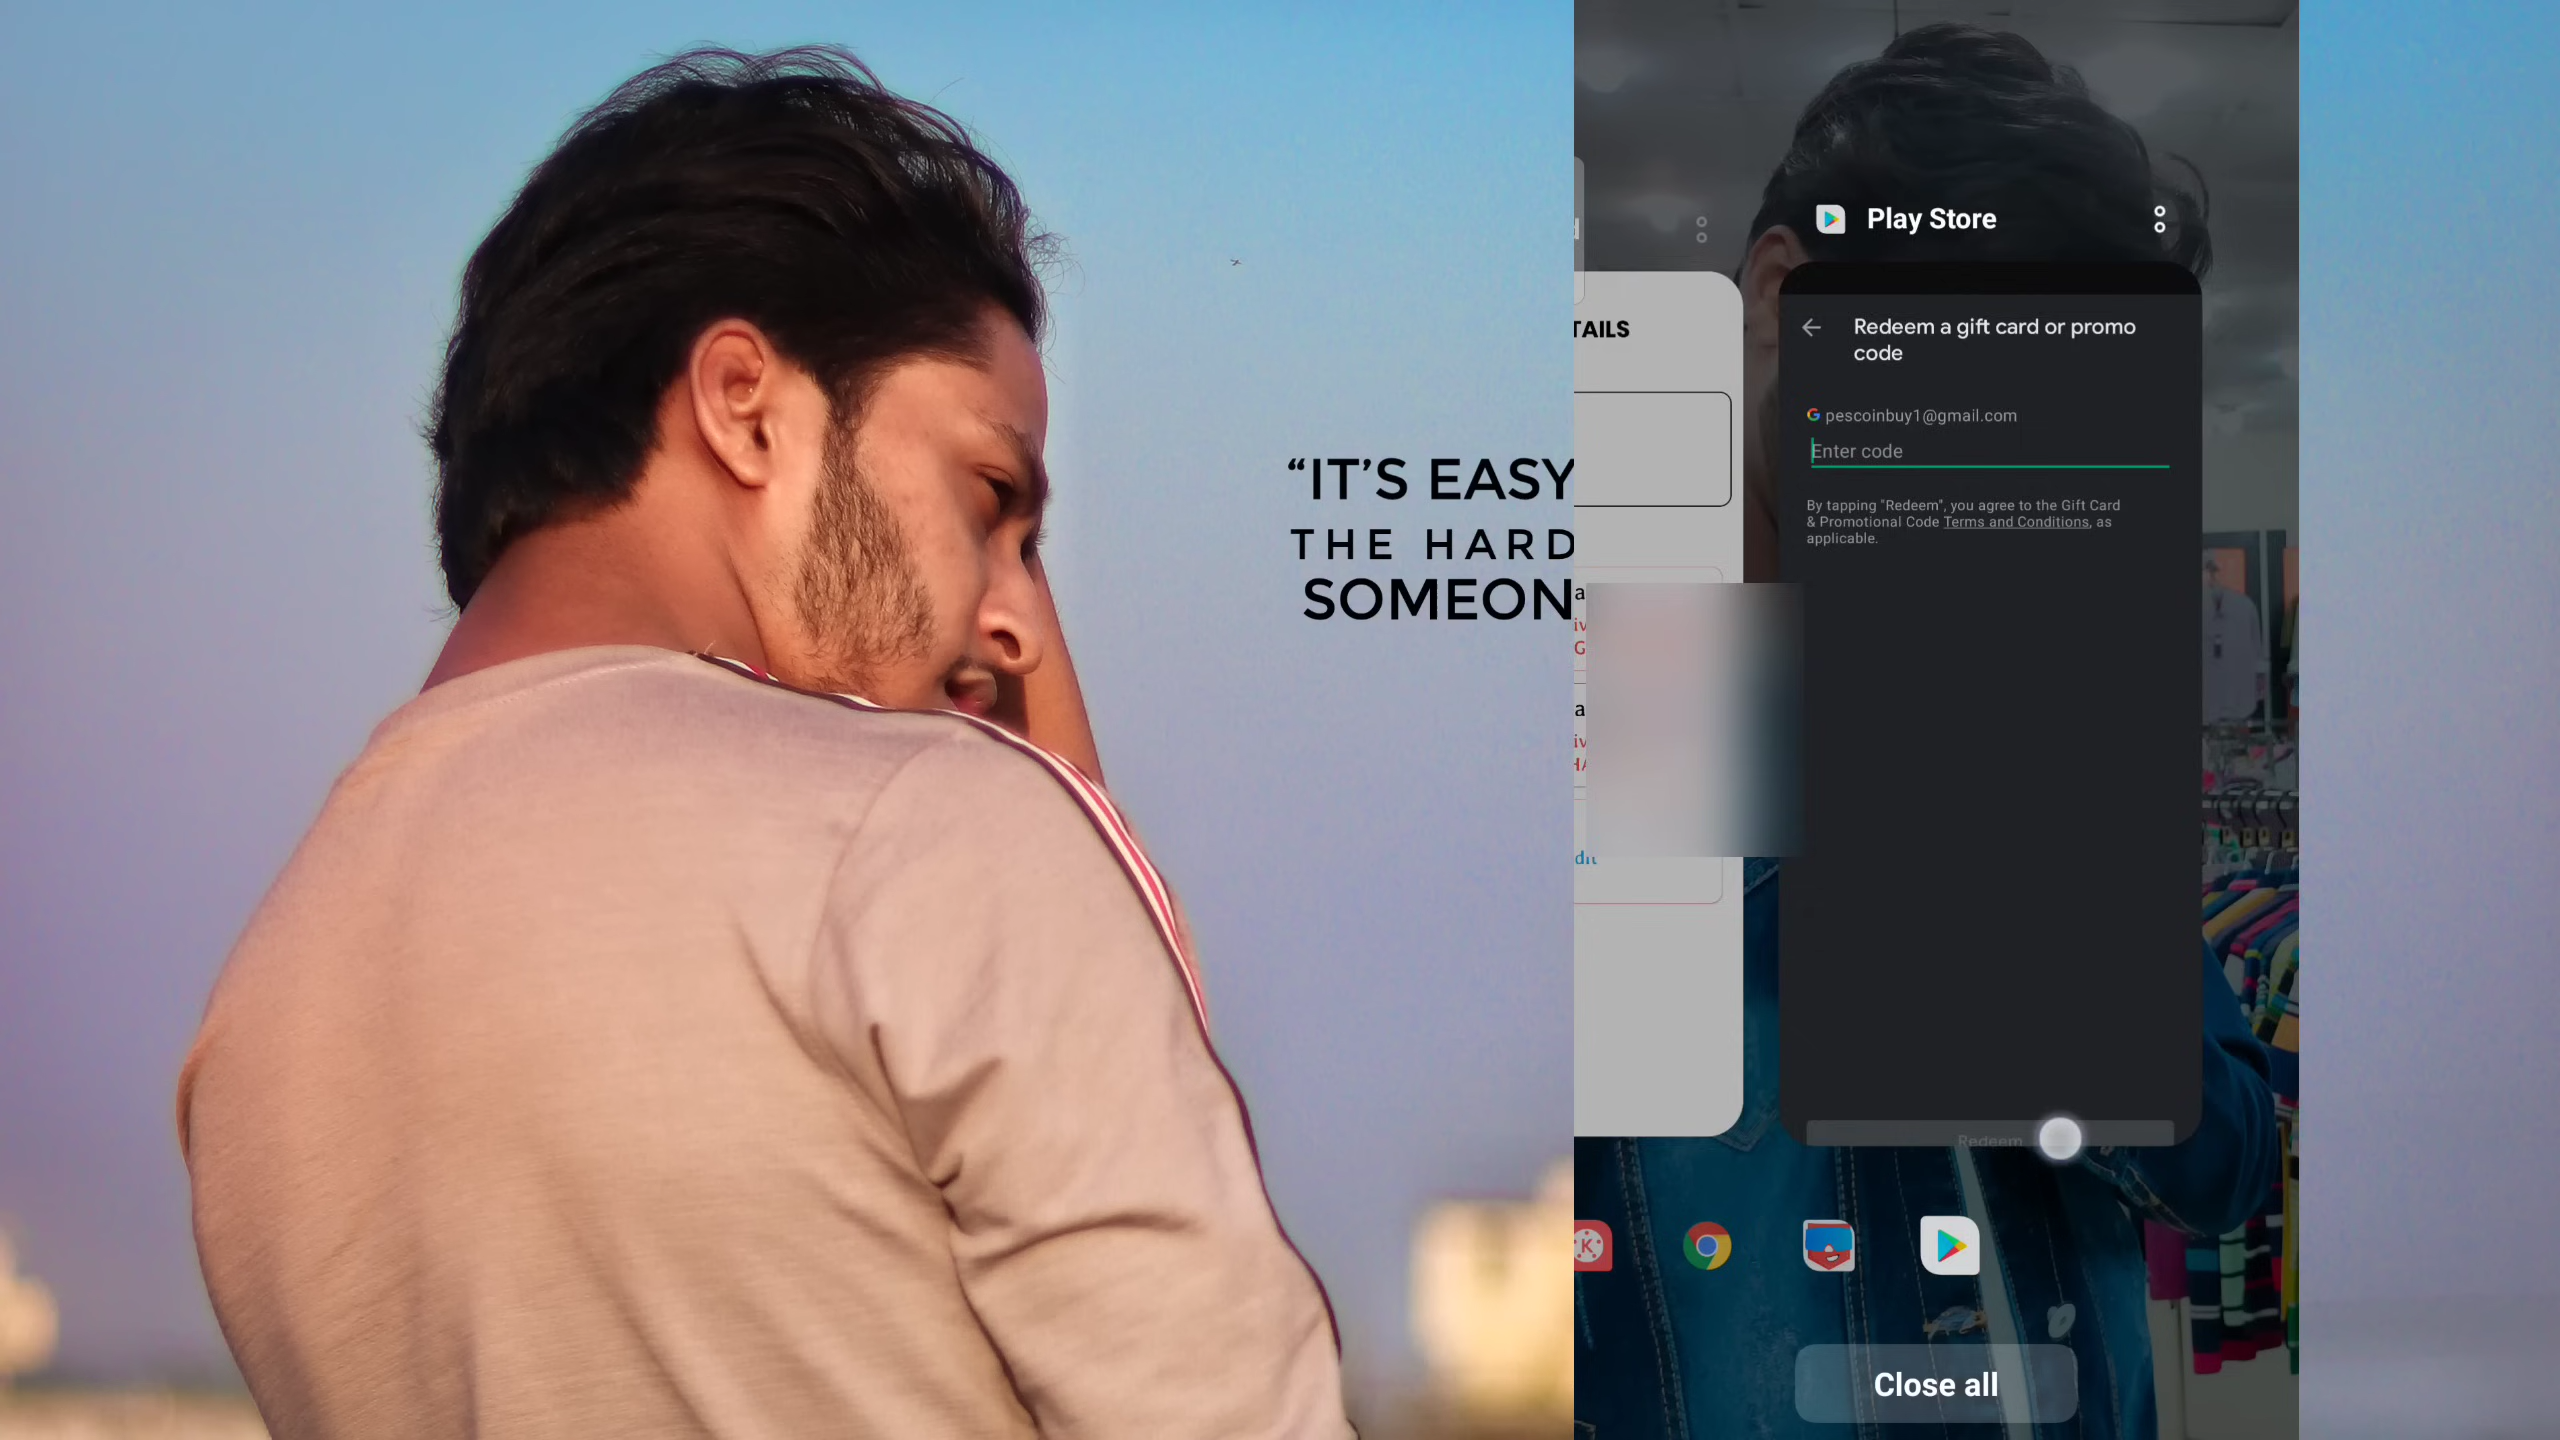 “IT’S EASY
THE HARD
SOMEON
TAILS
Play Store
Redeem a gift card or promo
code
pescoinbuy1@gmail.com
Enter code
By tapping "Redeem", you agree to the Gift Card
& Promotional Code Terms and Conditions, as
applicable.
Redeem
Close all